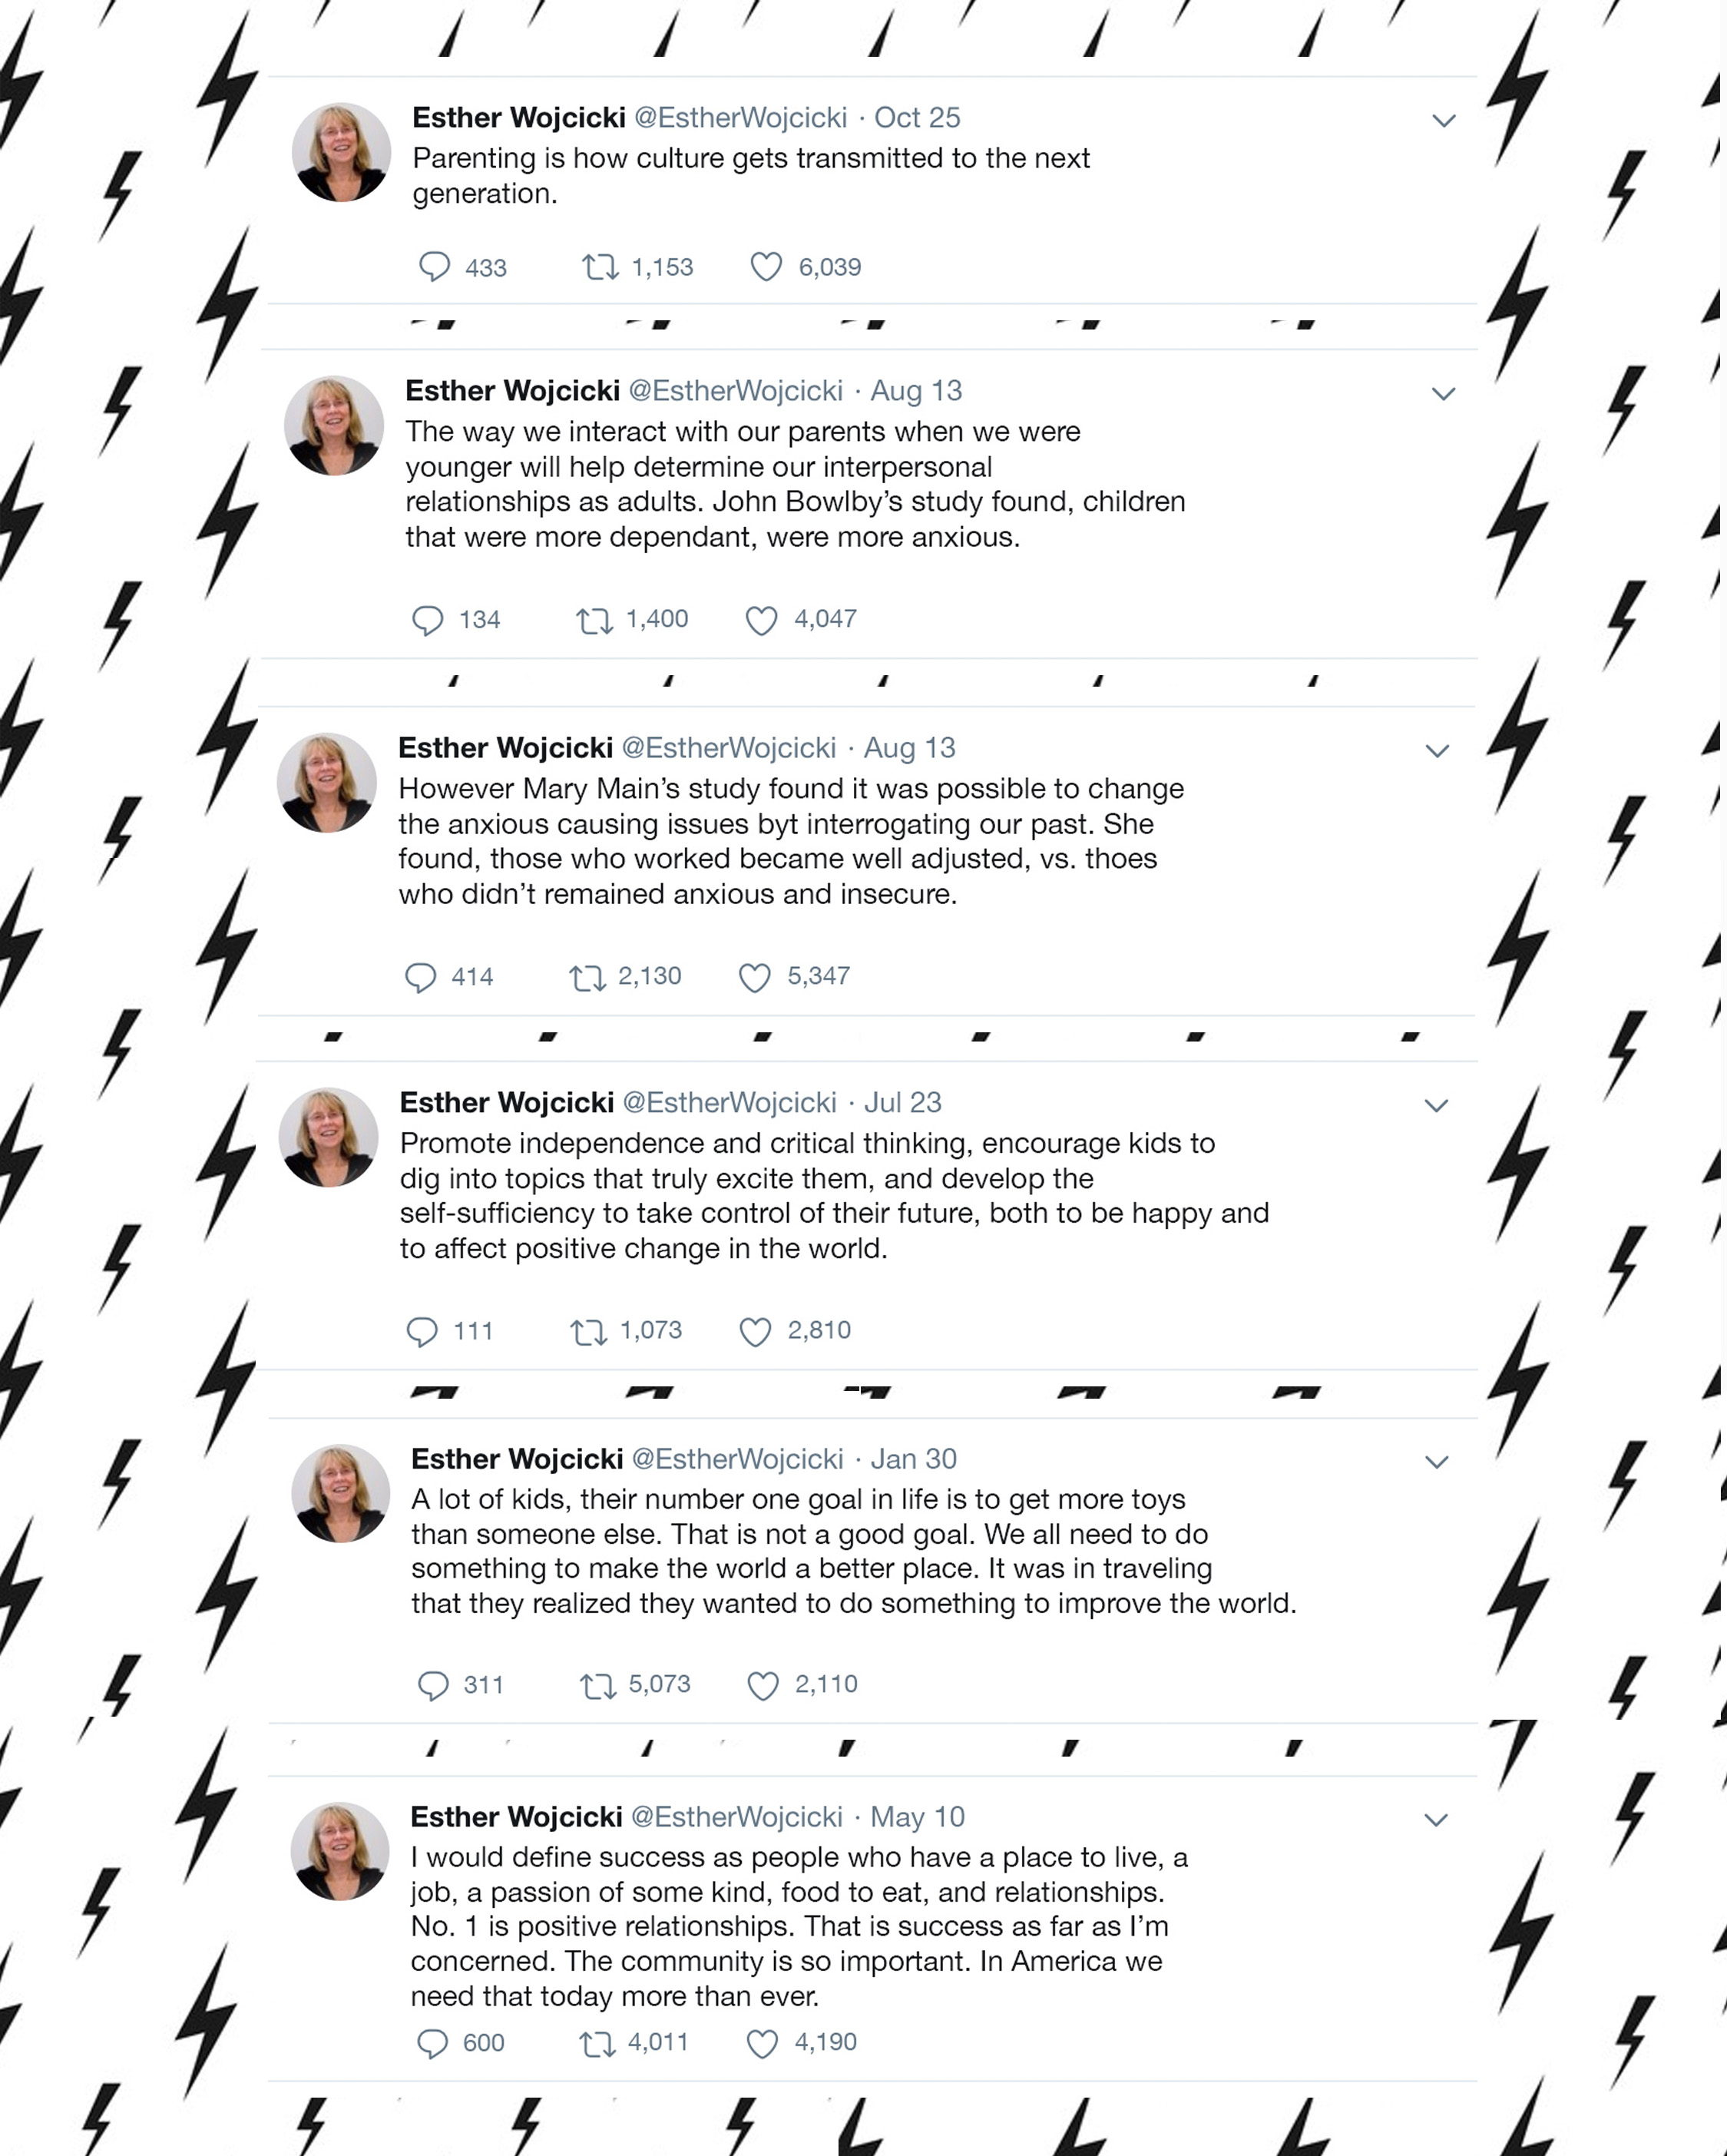 Esther Wojcicki @EstherWojcicki · Oct 25
Parenting is how culture gets transmitted to the next
generation.
433 1,153 6,039
Esther Wojcicki @EstherWojcicki · Aug 13
The way we interact with our parents when we were
younger will help determine our interpersonal
relationships as adults. John Bowlby’s study found, children
that were more dependant, were more anxious.
134 1,400 4,047
Esther Wojcicki @EstherWojcicki · Aug 13
However Mary Main’s study found it was possible to change
the anxious causing issues byt interrogating our past. She
found, those who worked became well adjusted, vs. thoes
who didn’t remained anxious and insecure.
414 2,130 5,347
Esther Wojcicki @EstherWojcicki · Jul 23
Promote independence and critical thinking, encourage kids to
dig into topics that truly excite them, and develop the
self-sufficiency to take control of their future, both to be happy and
to affect positive change in the world.
111 1,073 2,810
Esther Wojcicki @EstherWojcicki · Jan 30
A lot of kids, their number one goal in life is to get more toys
than someone else. That is not a good goal. We all need to do
something to make the world a better place. It was in traveling
that they realized they wanted to do something to improve the world.
311 5,073 2,110
Esther Wojcicki @EstherWojcicki · May 10
I would define success as people who have a place to live, a
job, a passion of some kind, food to eat, and relationships.
No. 1 is positive relationships. That is success as far as I’m
concerned. The community is so important. In America we
need that today more than ever.
600 4,011 4,190